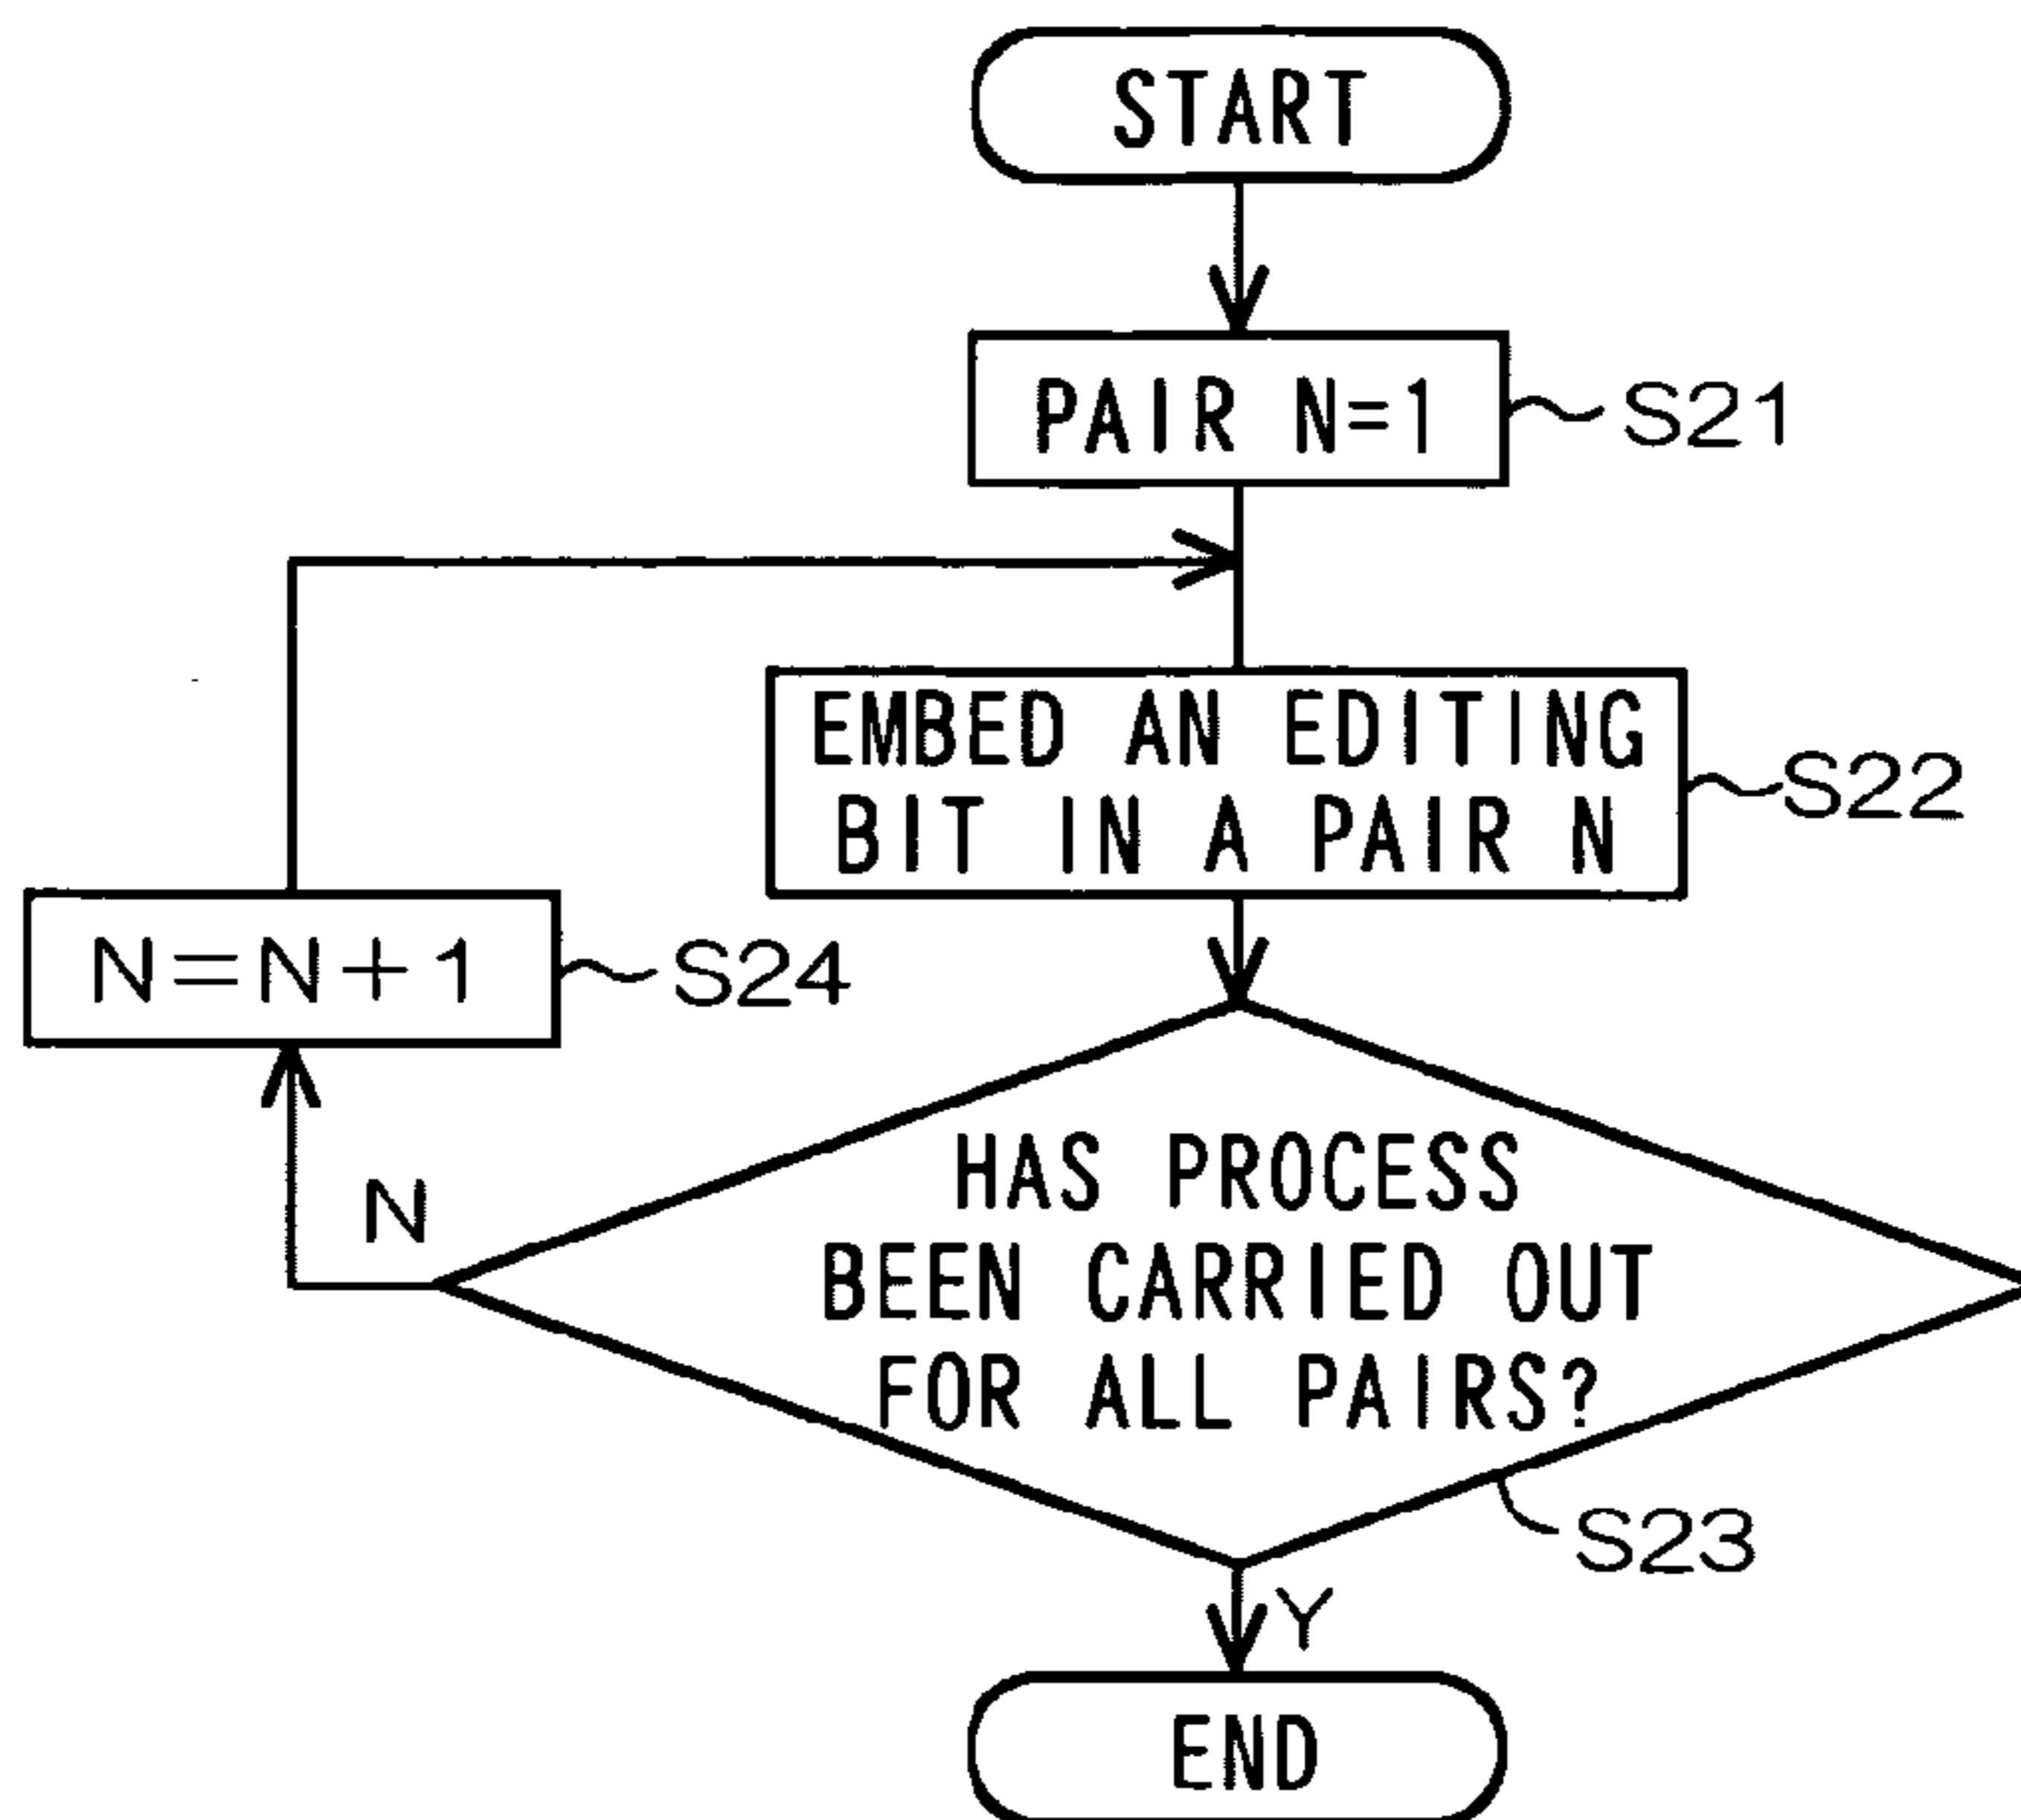 START
PAIR N=1
S21
EMBED AN EDITING
BIT IN A PAIR N
S22
N=N+1
S24
HAS PROCESS
BEEN CARRIED OUT
FOR ALL PAIRS?
N
S23
Y
END